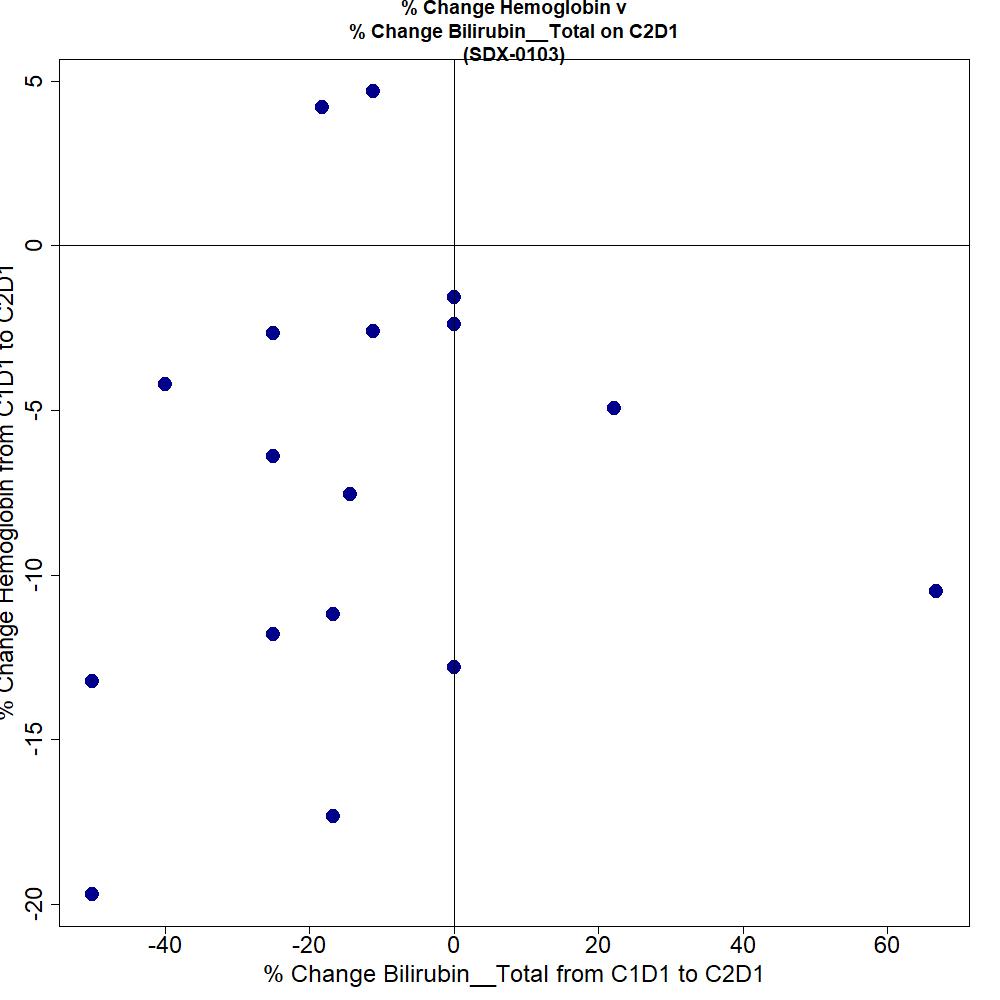 % Change Hemoglobin v
% Change Bilirubin__Total on C2D1
(SDX-0103)
% Change Hemoglobin from C1D1 to C2D1
5
0
-5
-10
-15
-20
-40
-20
0
20
40
60
% Change Bilirubin__Total from C1D1 to C2D1